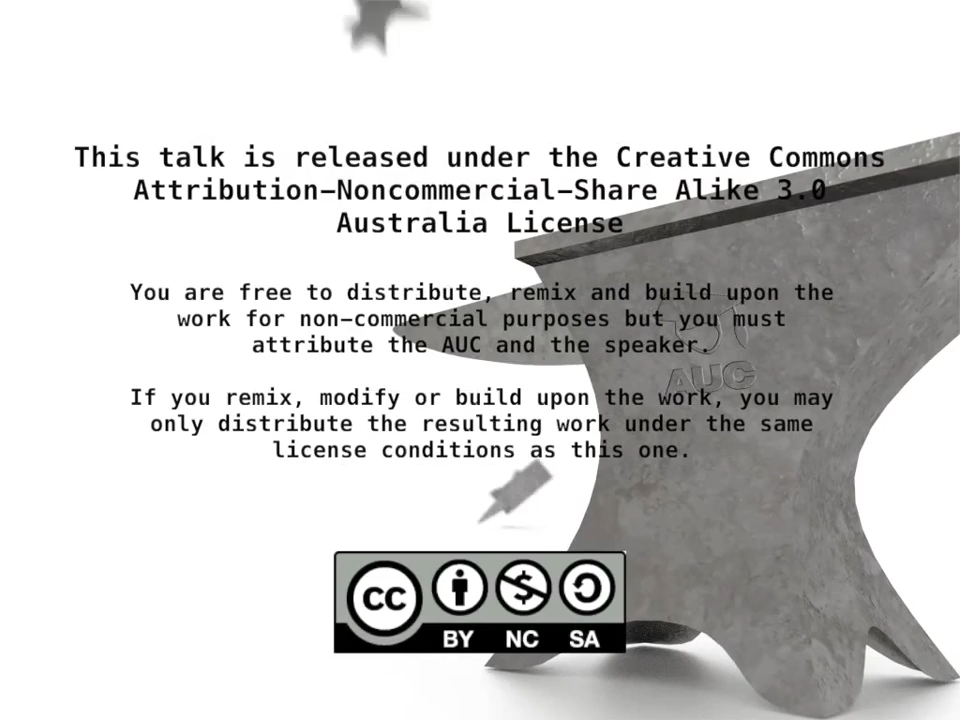 This talk is released under the Creative Commons
Attribution-Noncommercial-Share Alike 3.0
Australia License
You are free to distribute, remix and build upon the
work for non-commercial purposes but you must
attribute the AUC and the speaker.
AUC
If you remix, modify or build upon the work, you may
only distribute the resulting work under the same
license conditions as this one.
cc
BY NC SA